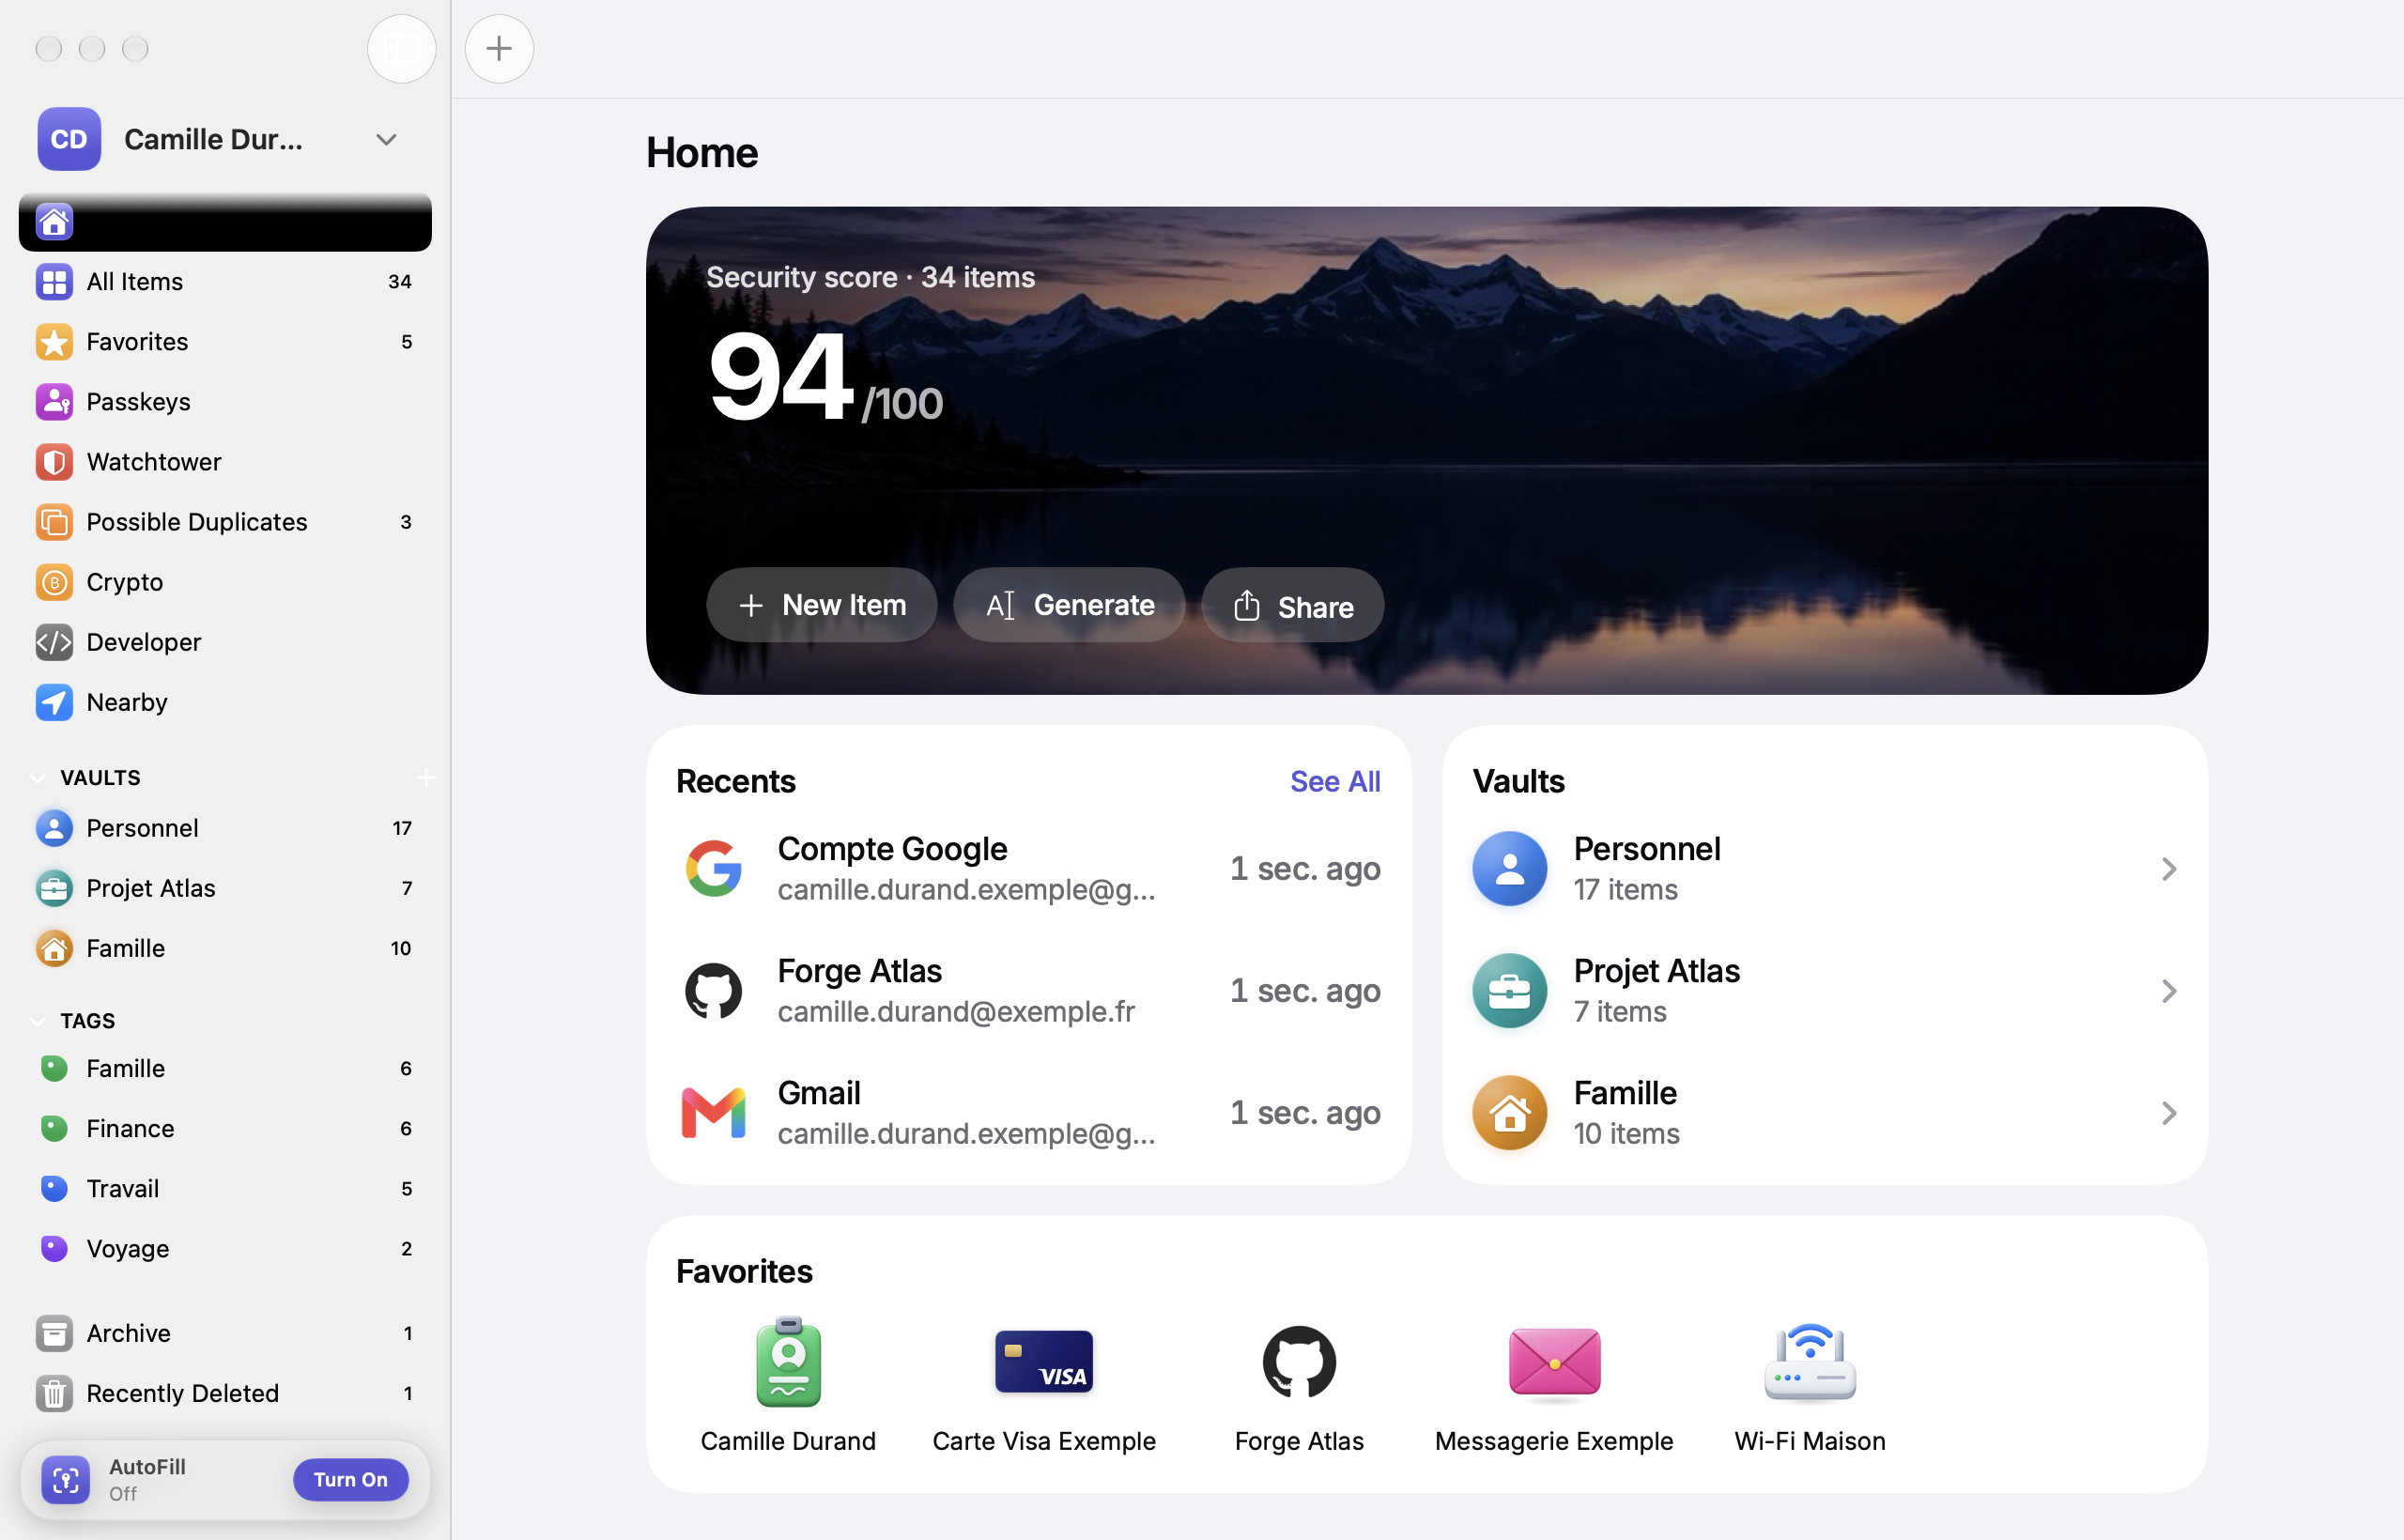 CD
Camille Dur...
All Items
34
Favorites
5
Passkeys
Watchtower
Possible Duplicates
3
Crypto
Developer
Nearby
VAULTS
Personnel
17
Projet Atlas
7
Famille
10
TAGS
Famille
6
Finance
6
Travail
5
Voyage
2
Archive
1
Recently Deleted
1
AutoFill
Off
Turn On
Home
Security score · 34 items
94/100
New Item
Generate
Share
Recents
See All
Compte Google
camille.durand.exemple@g...
1 sec. ago
Forge Atlas
camille.durand@exemple.fr
1 sec. ago
Gmail
camille.durand.exemple@g...
1 sec. ago
Vaults
Personnel
17 items
Projet Atlas
7 items
Famille
10 items
Favorites
VISA
Camille Durand
Carte Visa Exemple
Forge Atlas
Messagerie Exemple
Wi-Fi Maison